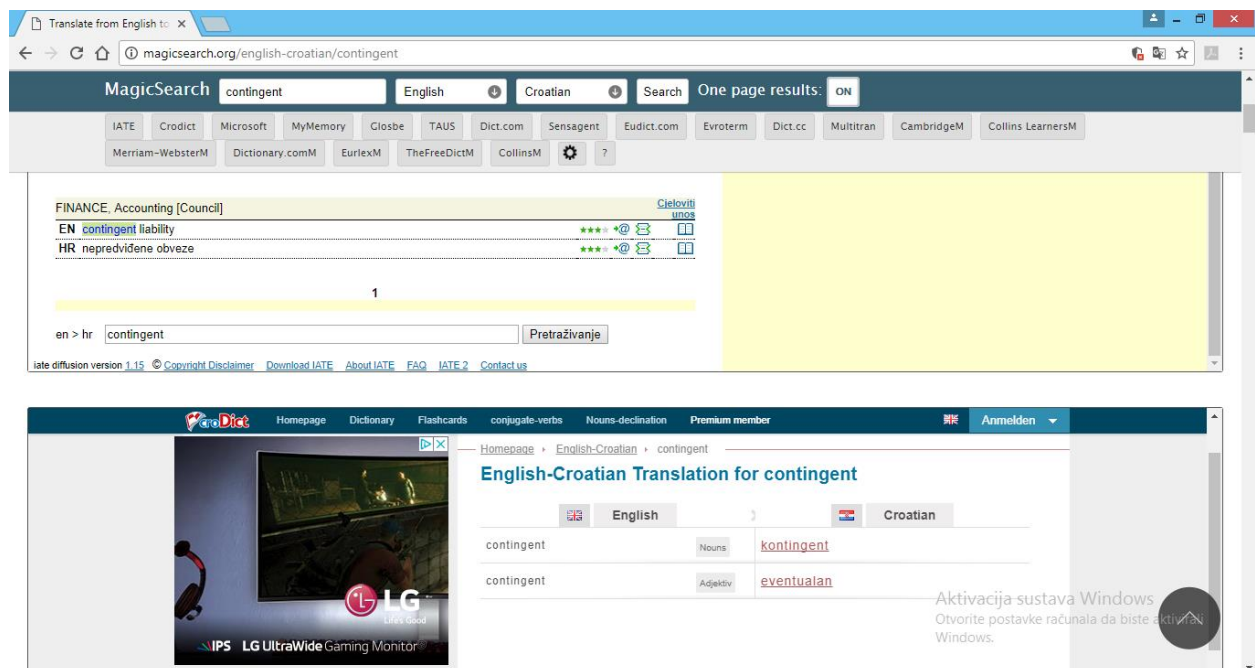 Translate from English to
magicsearch.org/english-croatian/contingent
MagicSearch contingent English Croatian Search One page results: ON
IATE Crodict Microsoft MyMemory Glosbe TAUS Dict.com Sensagent Eudict.com Evroterm Dict.cc Multitran CambridgeM Collins LearnersM
Merriam-WebsterM Dictionary.comM EurlexM TheFreeDictM CollinsM ?
FINANCE, Accounting [Council] Cjeloviti unos
EN contingent liability
HR nepredviđene obveze
1
en > hr contingent Pretraživanje
iate diffusion version 1.15 © Copyright Disclaimer Download IATE About IATE FAQ IATE 2 Contact us
CroDict Homepage Dictionary Flashcards conjugate-verbs Nouns-declination Premium member Anmelden
Homepage English-Croatian contingent
English-Croatian Translation for contingent
English Croatian
contingent Nouns kontingent
contingent Adjektiv eventualan
LG
Life's Good
IPS LG UltraWide Gaming Monitor
Aktivacija sustava Windows
Otvorite postavke računala da biste aktivirali
Windows.